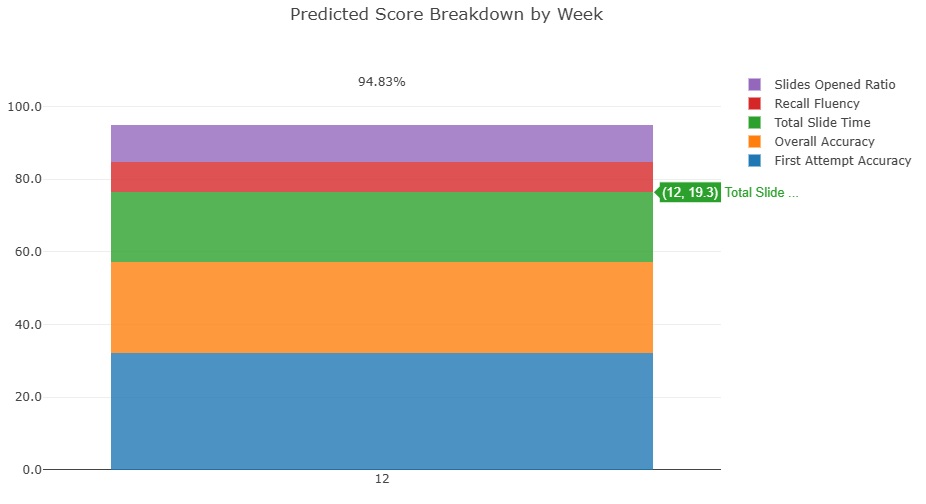 Predicted Score Breakdown by Week
94.83%
Slides Opened Ratio
Recall Fluency
Total Slide Time
Overall Accuracy
First Attempt Accuracy
100.0
80.0
(12, 19.3) Total Slide ...
60.0
40.0
20.0
0.0
12